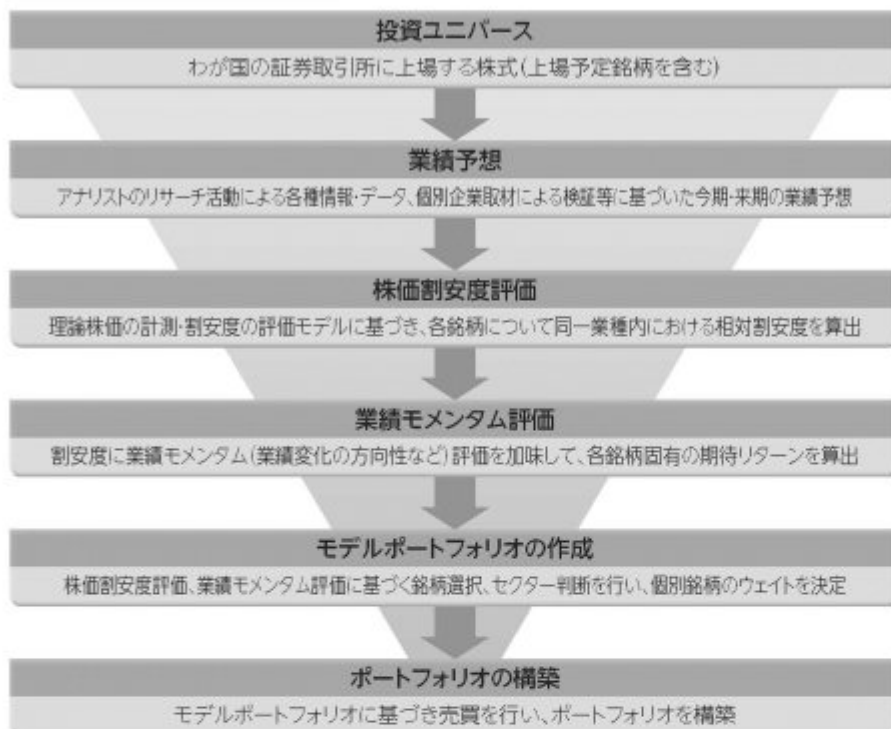 投資ユニバース
わが国の証券取引所に上場する株式(上場予定銘柄を含む)
業績予想
アナリストのリサーチ活動による各種情報・データ、個別企業取材による検証等に基づいた今期・来期の業績予想
株価割安度評価
理論株価の計測・割安度の評価モデルに基づき、各銘柄について同一業種内における相対割安度を算出
業績モメンタム評価
割安度に業績モメンタム(業績変化の方向性など)評価を加味して、各銘柄固有の期待リターンを算出
モデルポートフォリオの作成
株価割安度評価、業績モメンタム評価に基づく銘柄選択、セクター判断を行い、個別銘柄のウェイトを決定
ポートフォリオの構築
モデルポートフォリオに基づき売買を行い、ポートフォリオを構築